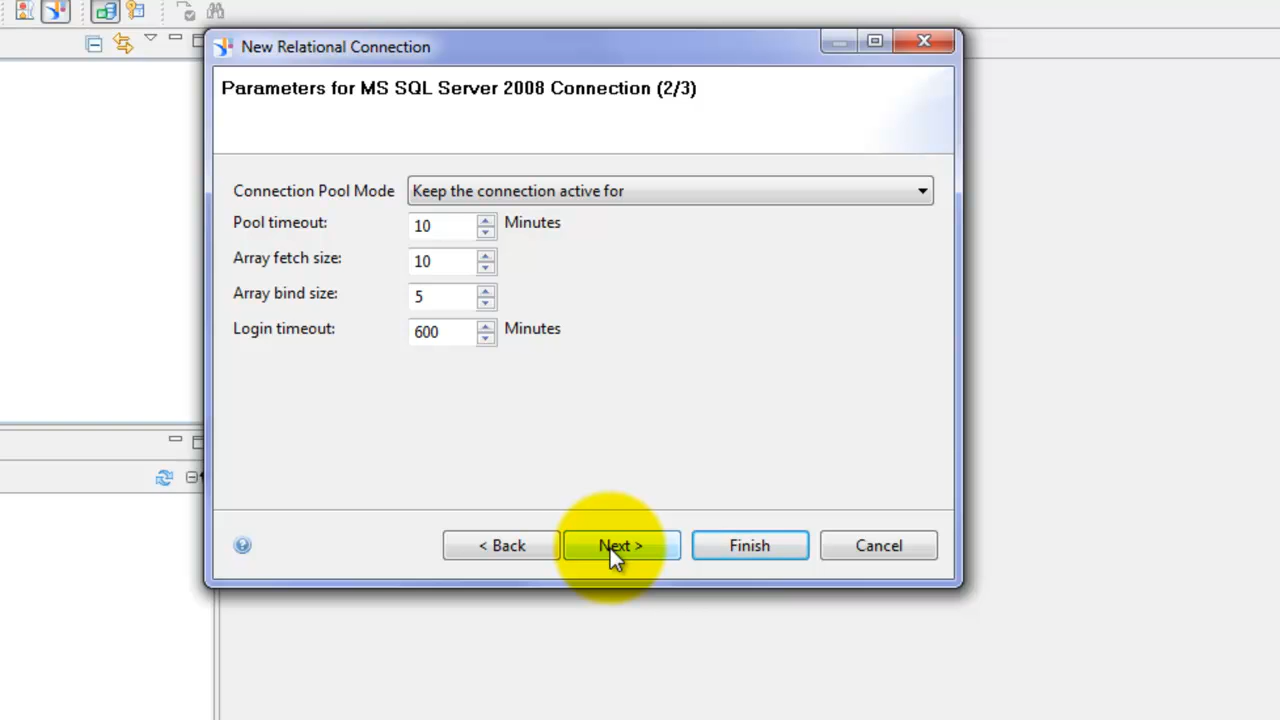 New Relational Connection
Parameters for MS SQL Server 2008 Connection (2/3)
Connection Pool Mode Keep the connection active for
Pool timeout: 10 Minutes
Array fetch size: 10
Array bind size: 5
Login timeout: 600 Minutes
< Back Next > Finish Cancel